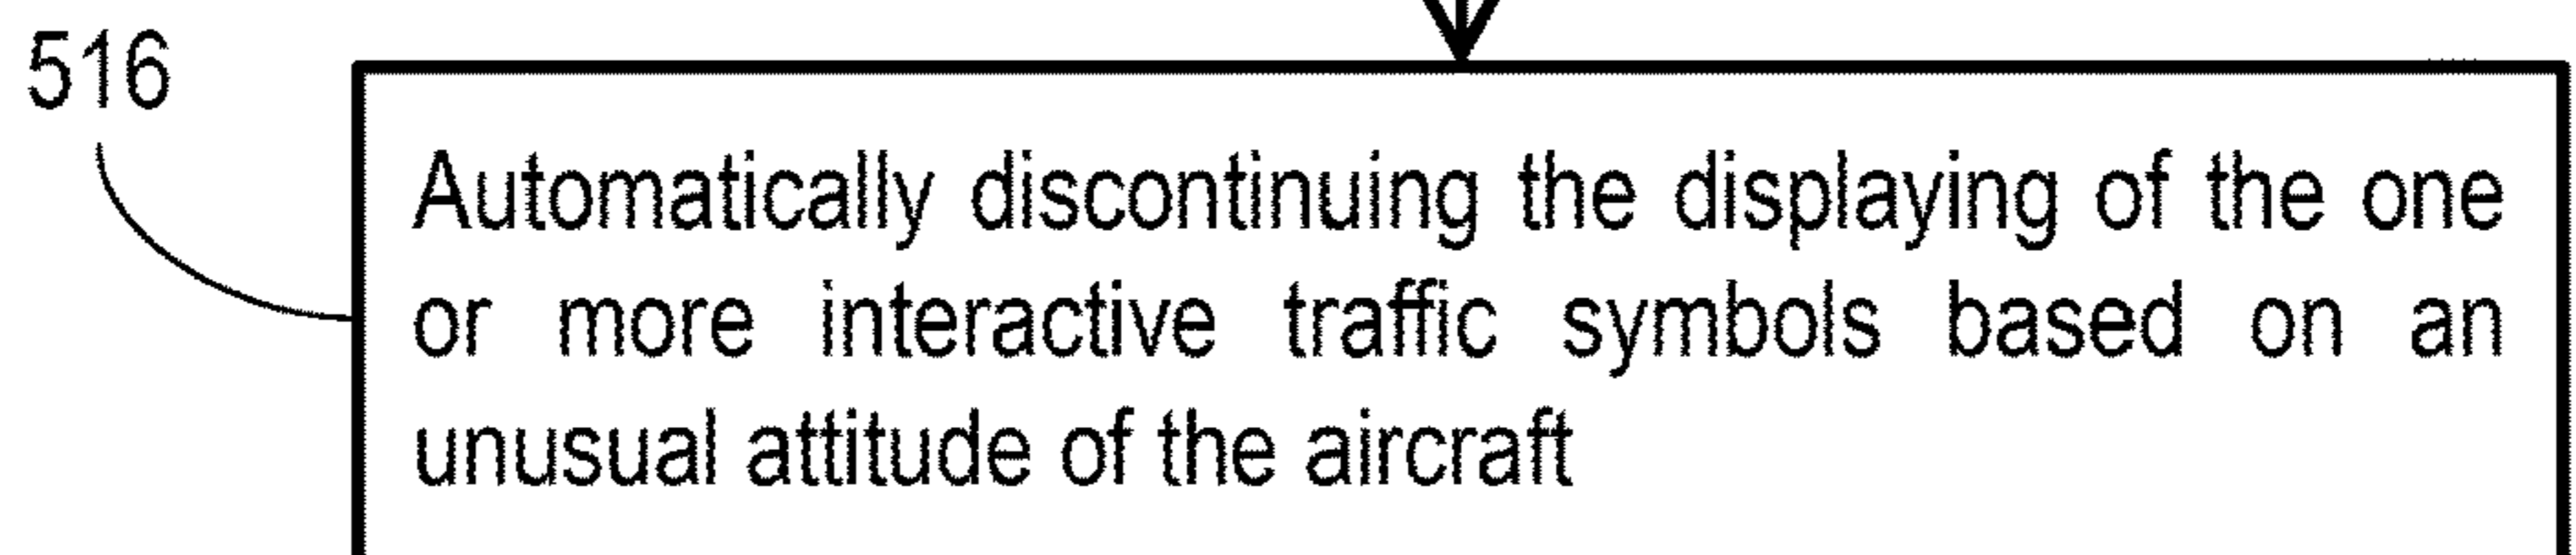 516
Automatically discontinuing the displaying of the one
or more interactive traffic symbols based on an
unusual attitude of the aircraft